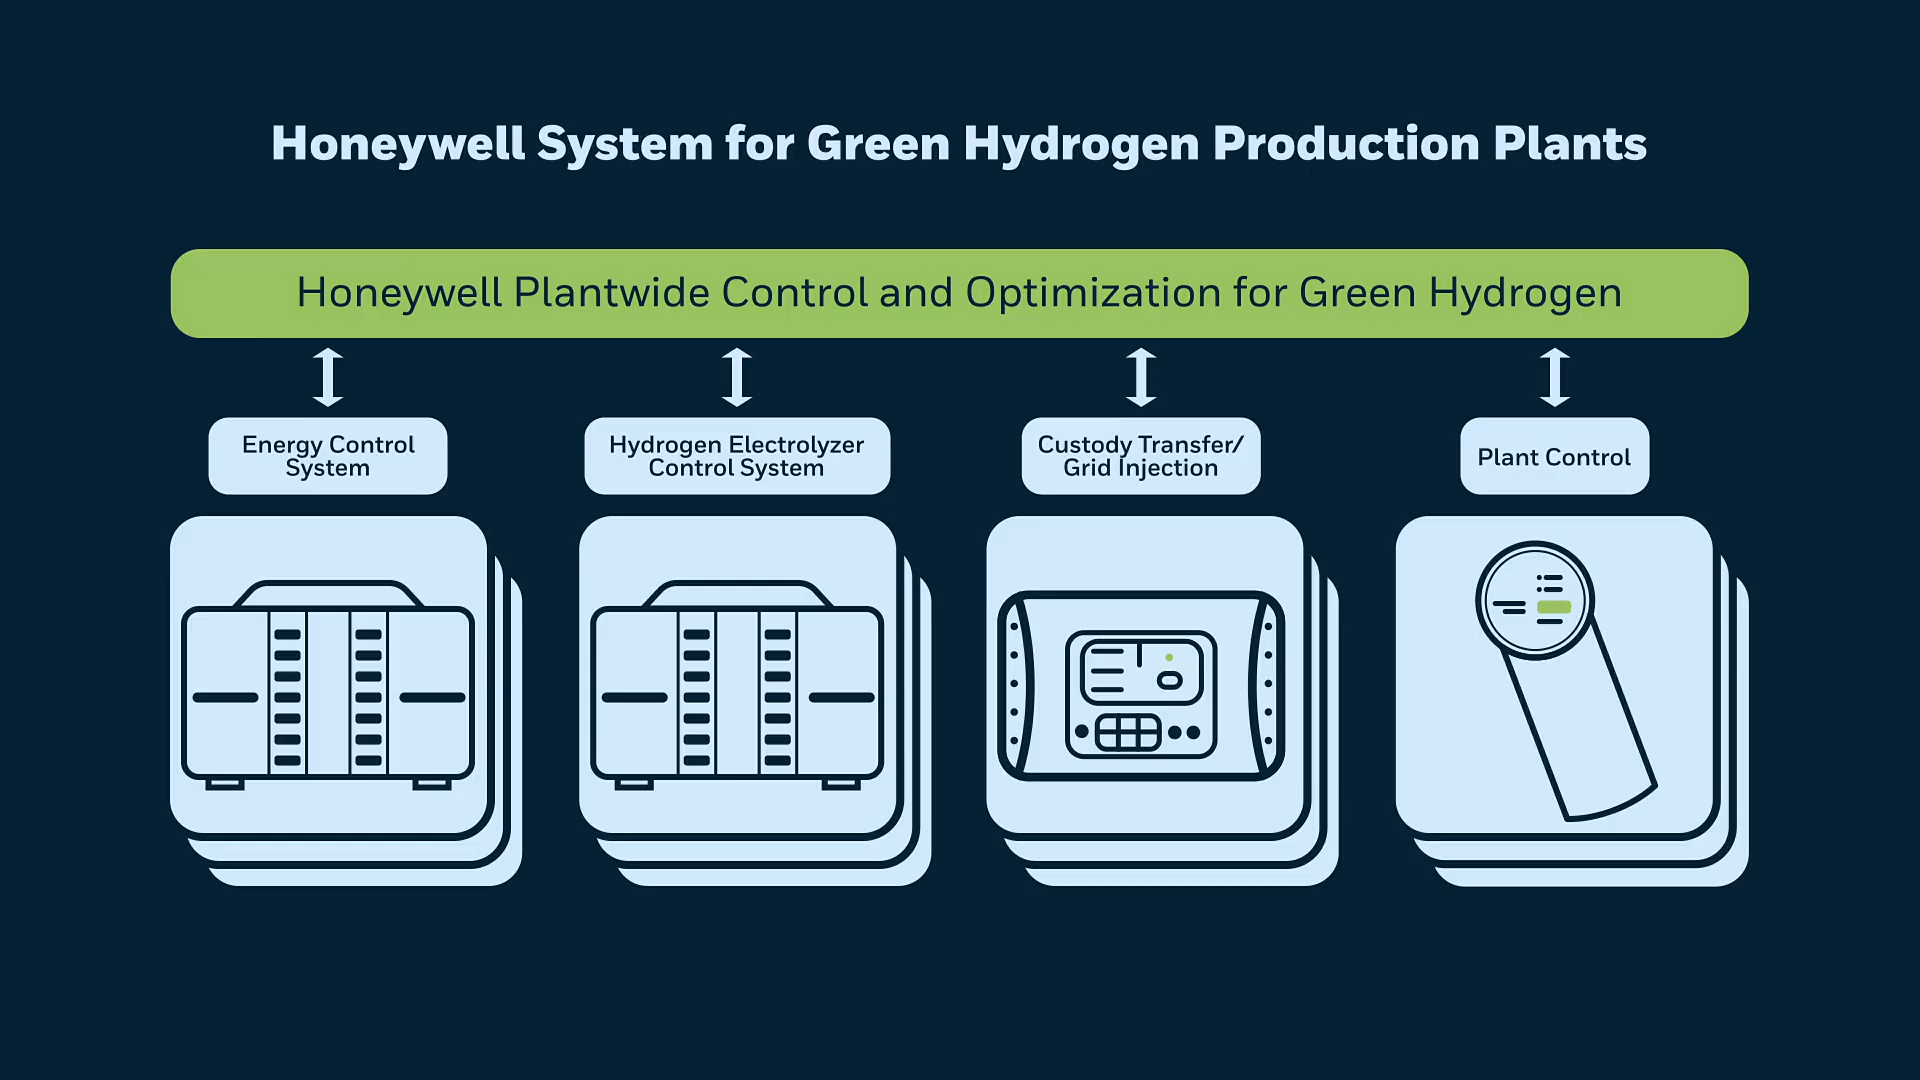 Honeywell System for Green Hydrogen Production Plants
Honeywell Plantwide Control and Optimization for Green Hydrogen
Energy Control
System
Hydrogen Electrolyzer
Control System
Custody Transfer/
Grid Injection
Plant Control